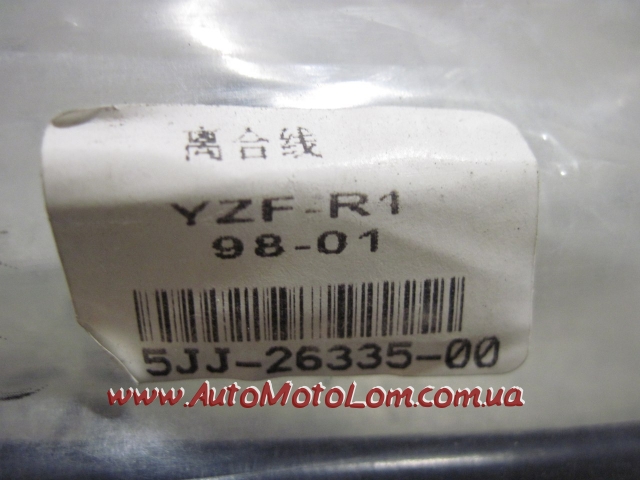 离合线
YZF-R1
98-01
5JJ-26335-00
www.AutoMotoLom.com.ua